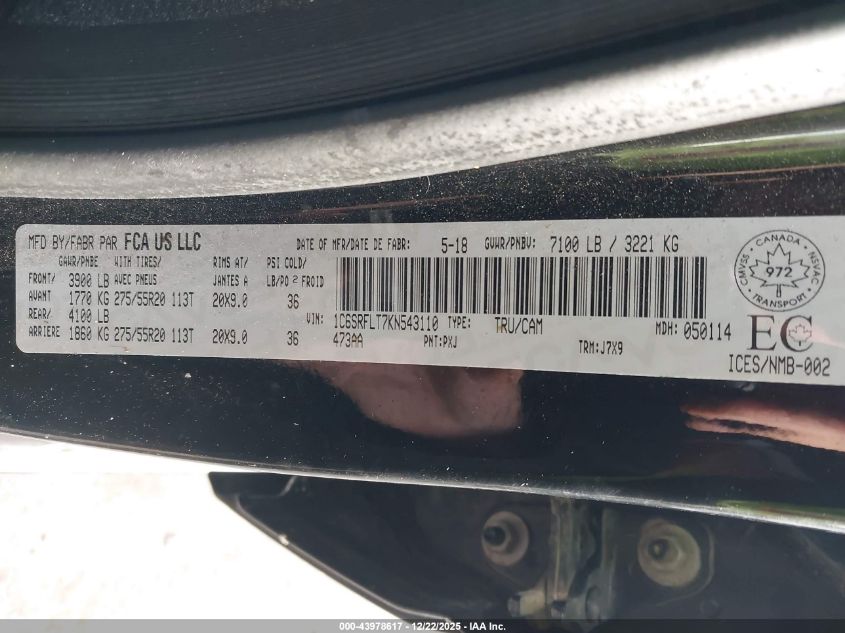 MFD BY/FABR PAR FCA US LLC DATE OF MFR/DATE DE FABR: 5-18 GVWR/PNBV: 7100 LB / 3221 KG
GAWR/PNBE WITH TIRES/ RIMS AT/ PSI COLD/
FRONT/ 3900 LB AVEC PNEUS JANTES A LB/PO 2 FROID
AVANT 1770 KG 275/55R20 113T 20X9.0 36
REAR/ 4100 LB
ARRIERE 1860 KG 275/55R20 113T 20X9.0 36
VIN: 1C6SRFLT7KN543110 TYPE: TRU/CAM MDH: 050114
473AA PNT: PXJ TRM: J7X9
CANADA
CMVSS 972 NSVAC
TRANSPORT
EC
ICES/NMB-002
000-43978617 - 12/22/2025 - © IAA, Inc.